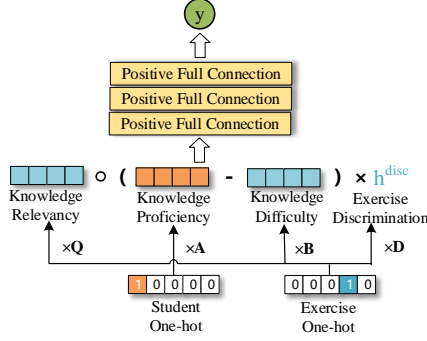 y
Positive Full Connection
Positive Full Connection
Positive Full Connection
○ ( - ) × h^disc
Knowledge Relevancy
Knowledge Proficiency
Knowledge Difficulty
Exercise Discrimination
×Q ×A ×B ×D
1 0 0 0 0
0 0 0 1 0
Student One-hot
Exercise One-hot